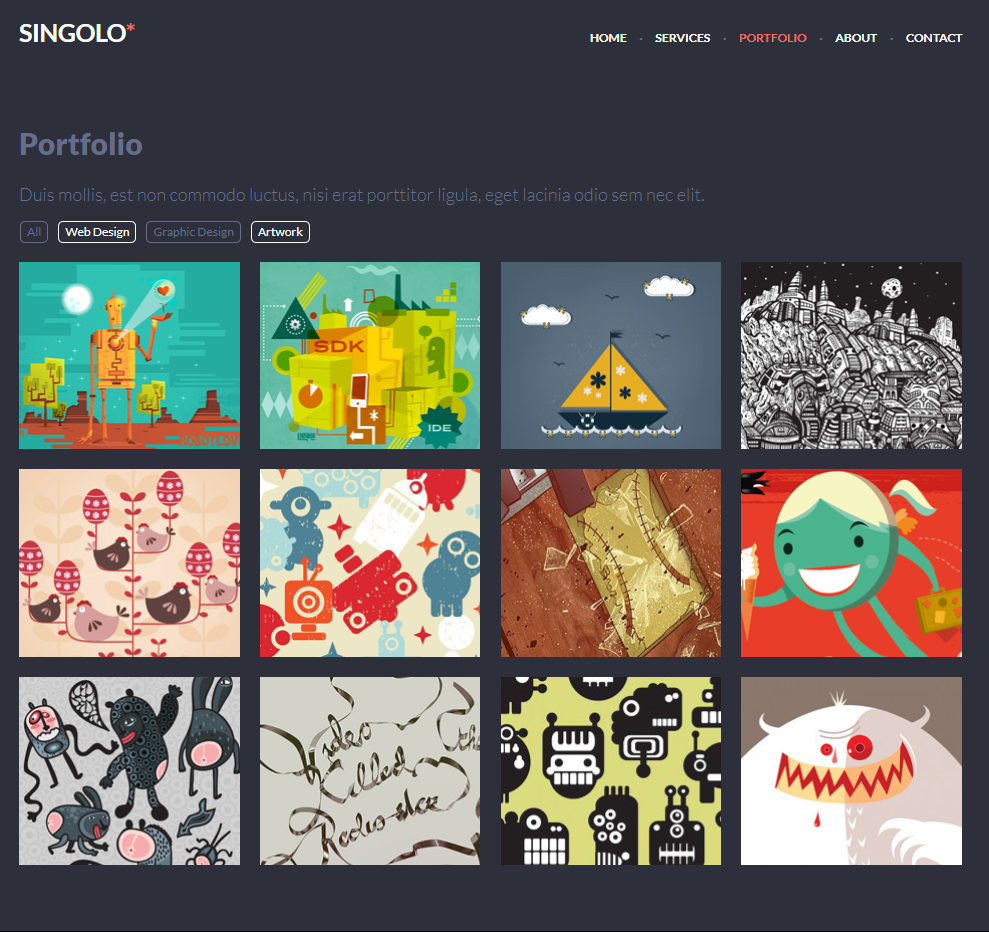 SINGOLO*
HOME • SERVICES • PORTFOLIO • ABOUT • CONTACT
Portfolio
Duis mollis, est non commodo luctus, nisi erat porttitor ligula, eget lacinia odio sem nec elit.
All Web Design Graphic Design Artwork
SDK
IDE
Video
Killed
Radio star